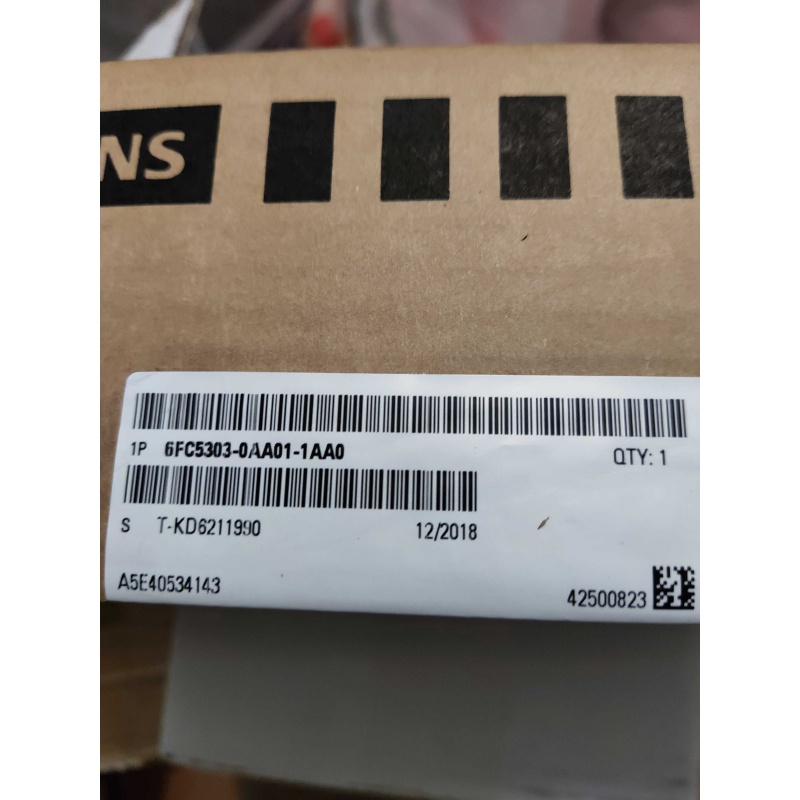 NS
1P 6FC5303-0AA01-1AA0 QTY: 1
S T-KD6211990 12/2018
A5E40534143 42500823